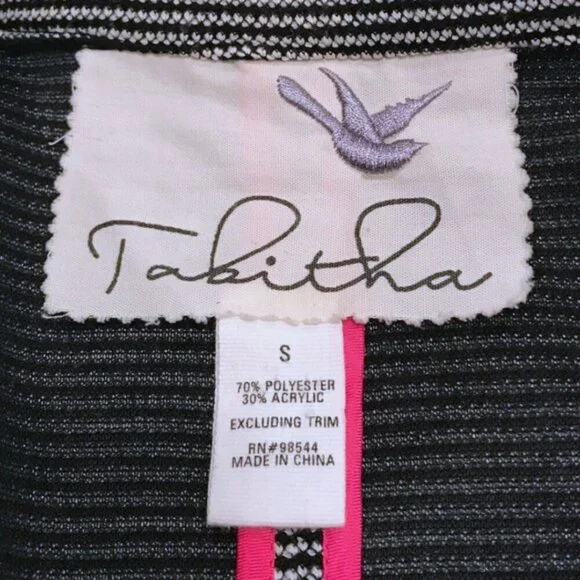 Tabitha
S
70% POLYESTER
30% ACRYLIC
EXCLUDING TRIM
RN#98544
MADE IN CHINA